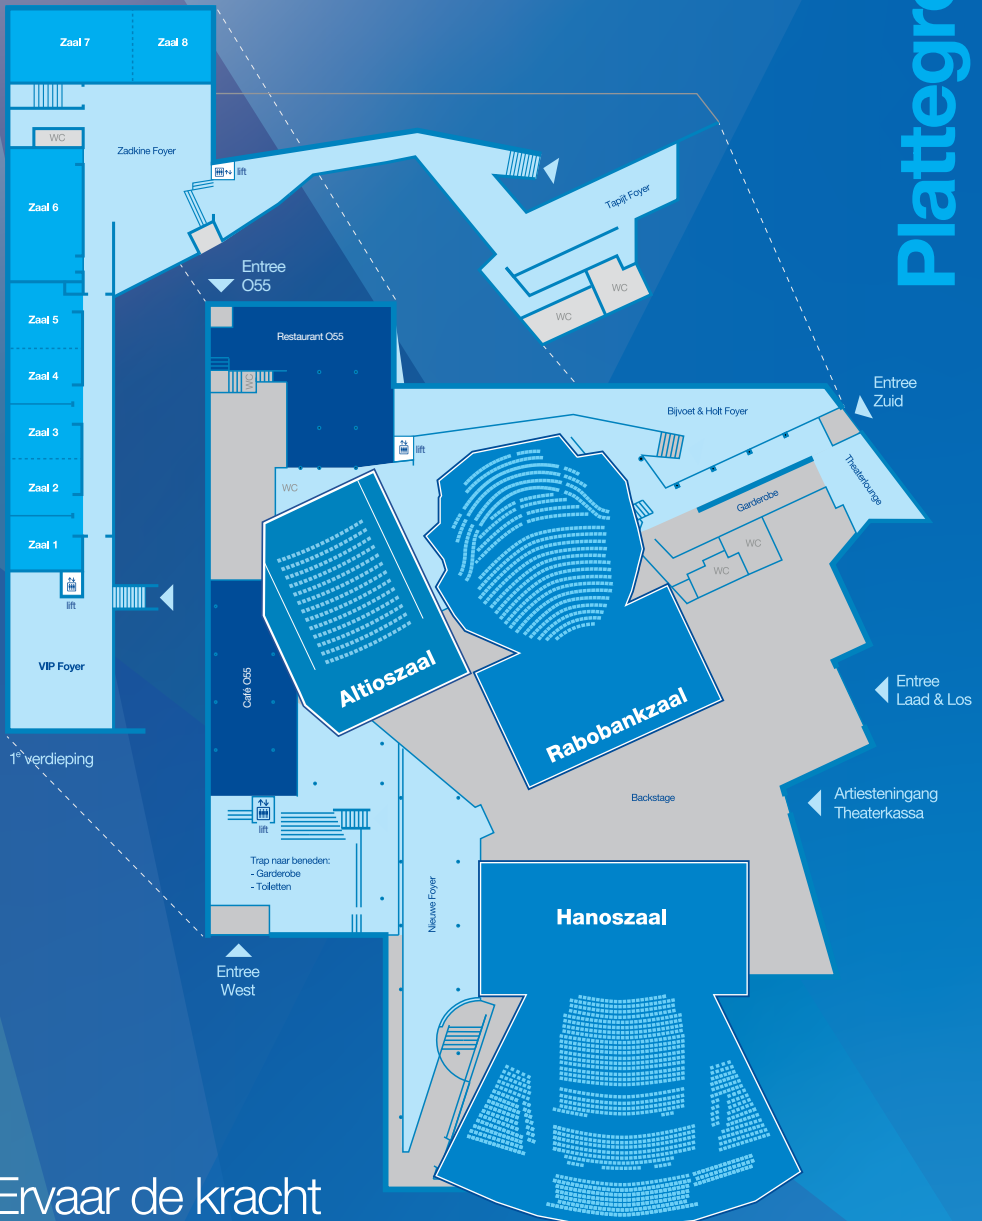 Plattegro
Zaal 7
Zaal 8
WC
Zadkine Foyer
lift
Zaal 6
Tapijt Foyer
WC
WC
Entree
O55
Zaal 5
Zaal 4
Zaal 3
Zaal 2
Zaal 1
lift
VIP Foyer
1e verdieping
Restaurant O55
WC
lift
WC
Bijvoet & Holt Foyer
Entree
Zuid
Theaterlounge
Garderobe
WC
WC
Altioszaal
Rabobankzaal
Café O55
Entree
Laad & Los
Backstage
Artiesteningang
Theaterkassa
lift
Trap naar beneden:
- Garderobe
- Toiletten
Nieuwe Foyer
Hanoszaal
Entree
West
Ervaar de kracht